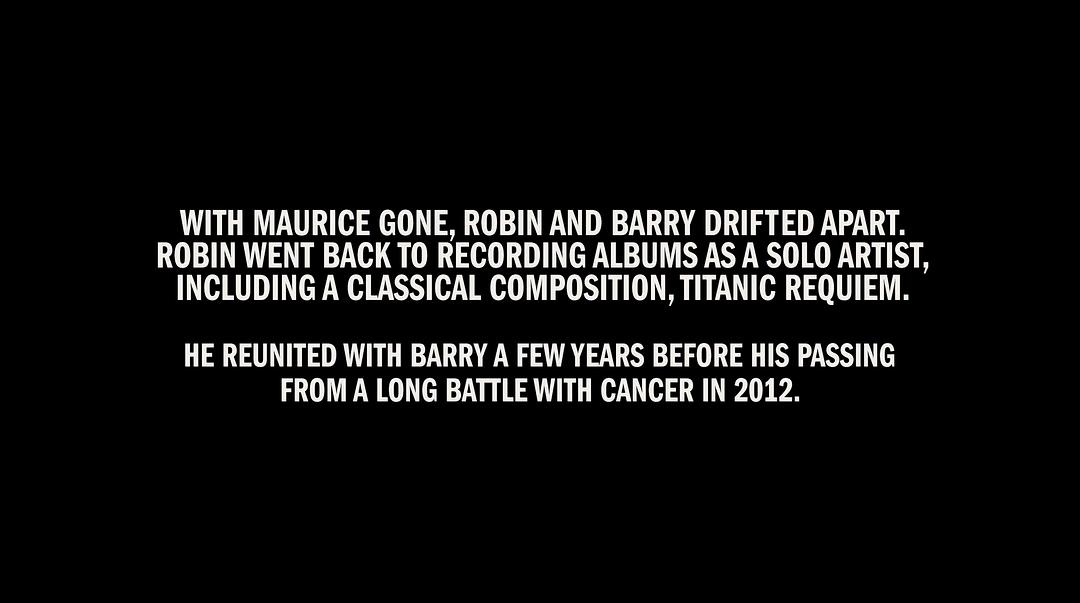 WITH MAURICE GONE, ROBIN AND BARRY DRIFTED APART.
ROBIN WENT BACK TO RECORDING ALBUMS AS A SOLO ARTIST,
INCLUDING A CLASSICAL COMPOSITION, TITANIC REQUIEM.
HE REUNITED WITH BARRY A FEW YEARS BEFORE HIS PASSING
FROM A LONG BATTLE WITH CANCER IN 2012.